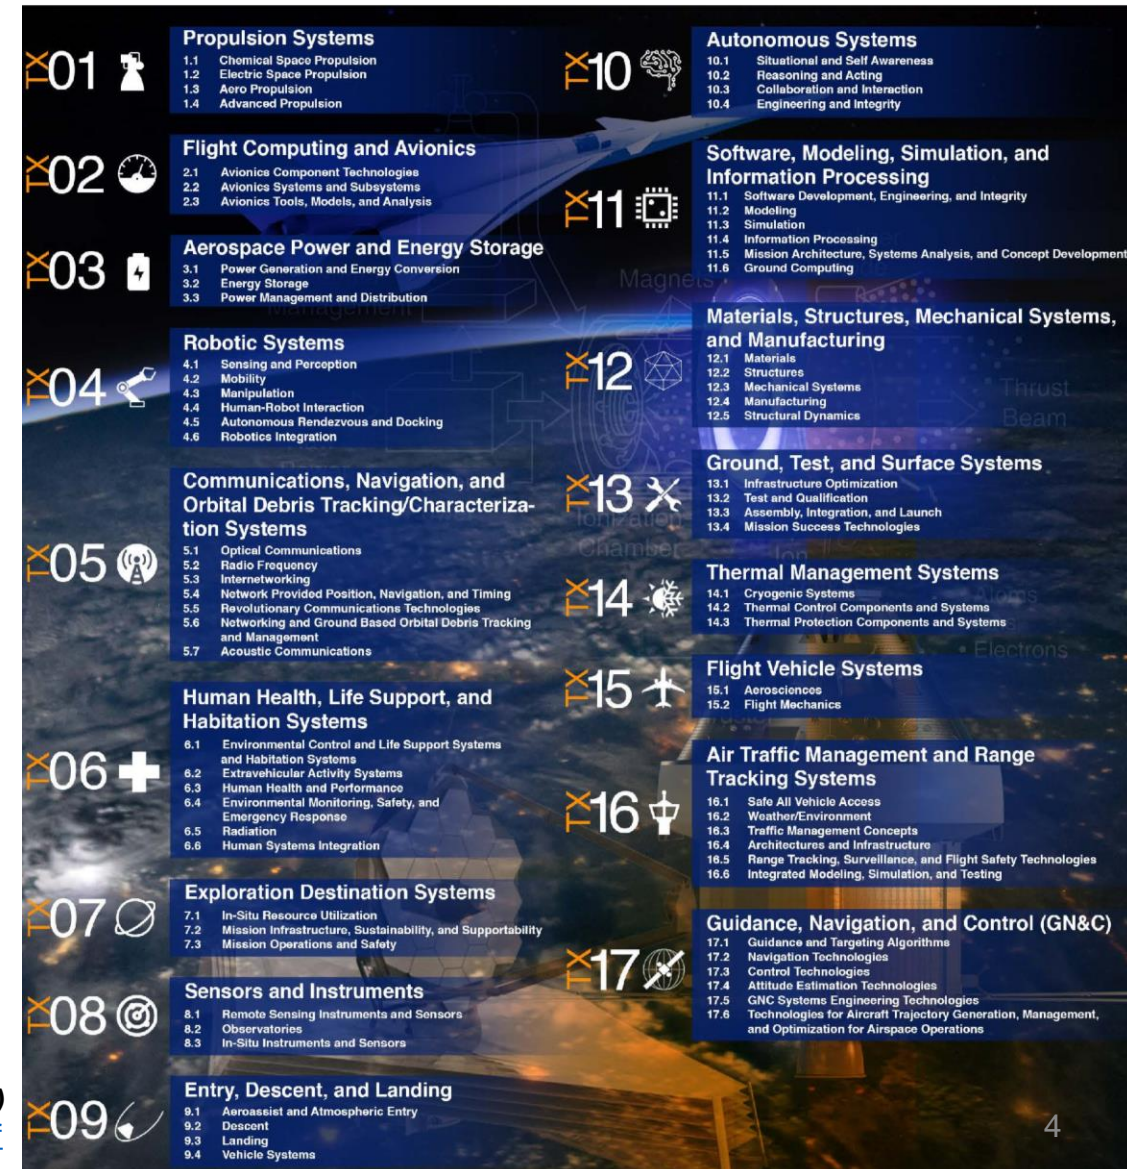 TX01
Propulsion Systems
1.1 Chemical Space Propulsion
1.2 Electric Space Propulsion
1.3 Aero Propulsion
1.4 Advanced Propulsion
TX02
Flight Computing and Avionics
2.1 Avionics Component Technologies
2.2 Avionics Systems and Subsystems
2.3 Avionics Tools, Models, and Analysis
TX03
Aerospace Power and Energy Storage
3.1 Power Generation and Energy Conversion
3.2 Energy Storage
3.3 Power Management and Distribution
Management
TX04
Robotic Systems
4.1 Sensing and Perception
4.2 Mobility
4.3 Manipulation
4.4 Human-Robot Interaction
4.5 Autonomous Rendezvous and Docking
4.6 Robotics Integration
TX05
Communications, Navigation, and
Orbital Debris Tracking/Characteriza-
tion Systems
5.1 Optical Communications
5.2 Radio Frequency
5.3 Internetworking
5.4 Network Provided Position, Navigation, and Timing
5.5 Revolutionary Communications Technologies
5.6 Networking and Ground Based Orbital Debris Tracking
and Management
5.7 Acoustic Communications
TX06
Human Health, Life Support, and
Habitation Systems
6.1 Environmental Control and Life Support Systems
and Habitation Systems
6.2 Extravehicular Activity Systems
6.3 Human Health and Performance
6.4 Environmental Monitoring, Safety, and
Emergency Response
6.5 Radiation
6.6 Human Systems Integration
TX07
Exploration Destination Systems
7.1 In-Situ Resource Utilization
7.2 Mission Infrastructure, Sustainability, and Supportability
7.3 Mission Operations and Safety
TX08
Sensors and Instruments
8.1 Remote Sensing Instruments and Sensors
8.2 Observatories
8.3 In-Situ Instruments and Sensors
TX09
Entry, Descent, and Landing
9.1 Aeroassist and Atmospheric Entry
9.2 Descent
9.3 Landing
9.4 Vehicle Systems
TX10
Autonomous Systems
10.1 Situational and Self Awareness
10.2 Reasoning and Acting
10.3 Collaboration and Interaction
10.4 Engineering and Integrity
TX11
Software, Modeling, Simulation, and
Information Processing
11.1 Software Development, Engineering, and Integrity
11.2 Modeling
11.3 Simulation
11.4 Information Processing
11.5 Mission Architecture, Systems Analysis, and Concept Development
11.6 Ground Computing
Magnets
TX12
Materials, Structures, Mechanical Systems,
and Manufacturing
12.1 Materials
12.2 Structures
12.3 Mechanical Systems
12.4 Manufacturing
12.5 Structural Dynamics
Thrust
Beam
TX13
Ground, Test, and Surface Systems
13.1 Infrastructure Optimization
13.2 Test and Qualification
13.3 Assembly, Integration, and Launch
13.4 Mission Success Technologies
Ionization
Chamber
Ion
TX14
Thermal Management Systems
14.1 Cryogenic Systems
14.2 Thermal Control Components and Systems
14.3 Thermal Protection Components and Systems
• Atoms
• Electrons
TX15
Flight Vehicle Systems
15.1 Aerosciences
15.2 Flight Mechanics
TX16
Air Traffic Management and Range
Tracking Systems
16.1 Safe All Vehicle Access
16.2 Weather/Environment
16.3 Traffic Management Concepts
16.4 Architectures and Infrastructure
16.5 Range Tracking, Surveillance, and Flight Safety Technologies
16.6 Integrated Modeling, Simulation, and Testing
TX17
Guidance, Navigation, and Control (GN&C)
17.1 Guidance and Targeting Algorithms
17.2 Navigation Technologies
17.3 Control Technologies
17.4 Attitude Estimation Technologies
17.5 GNC Systems Engineering Technologies
17.6 Technologies for Aircraft Trajectory Generation, Management,
and Optimization for Airspace Operations
4